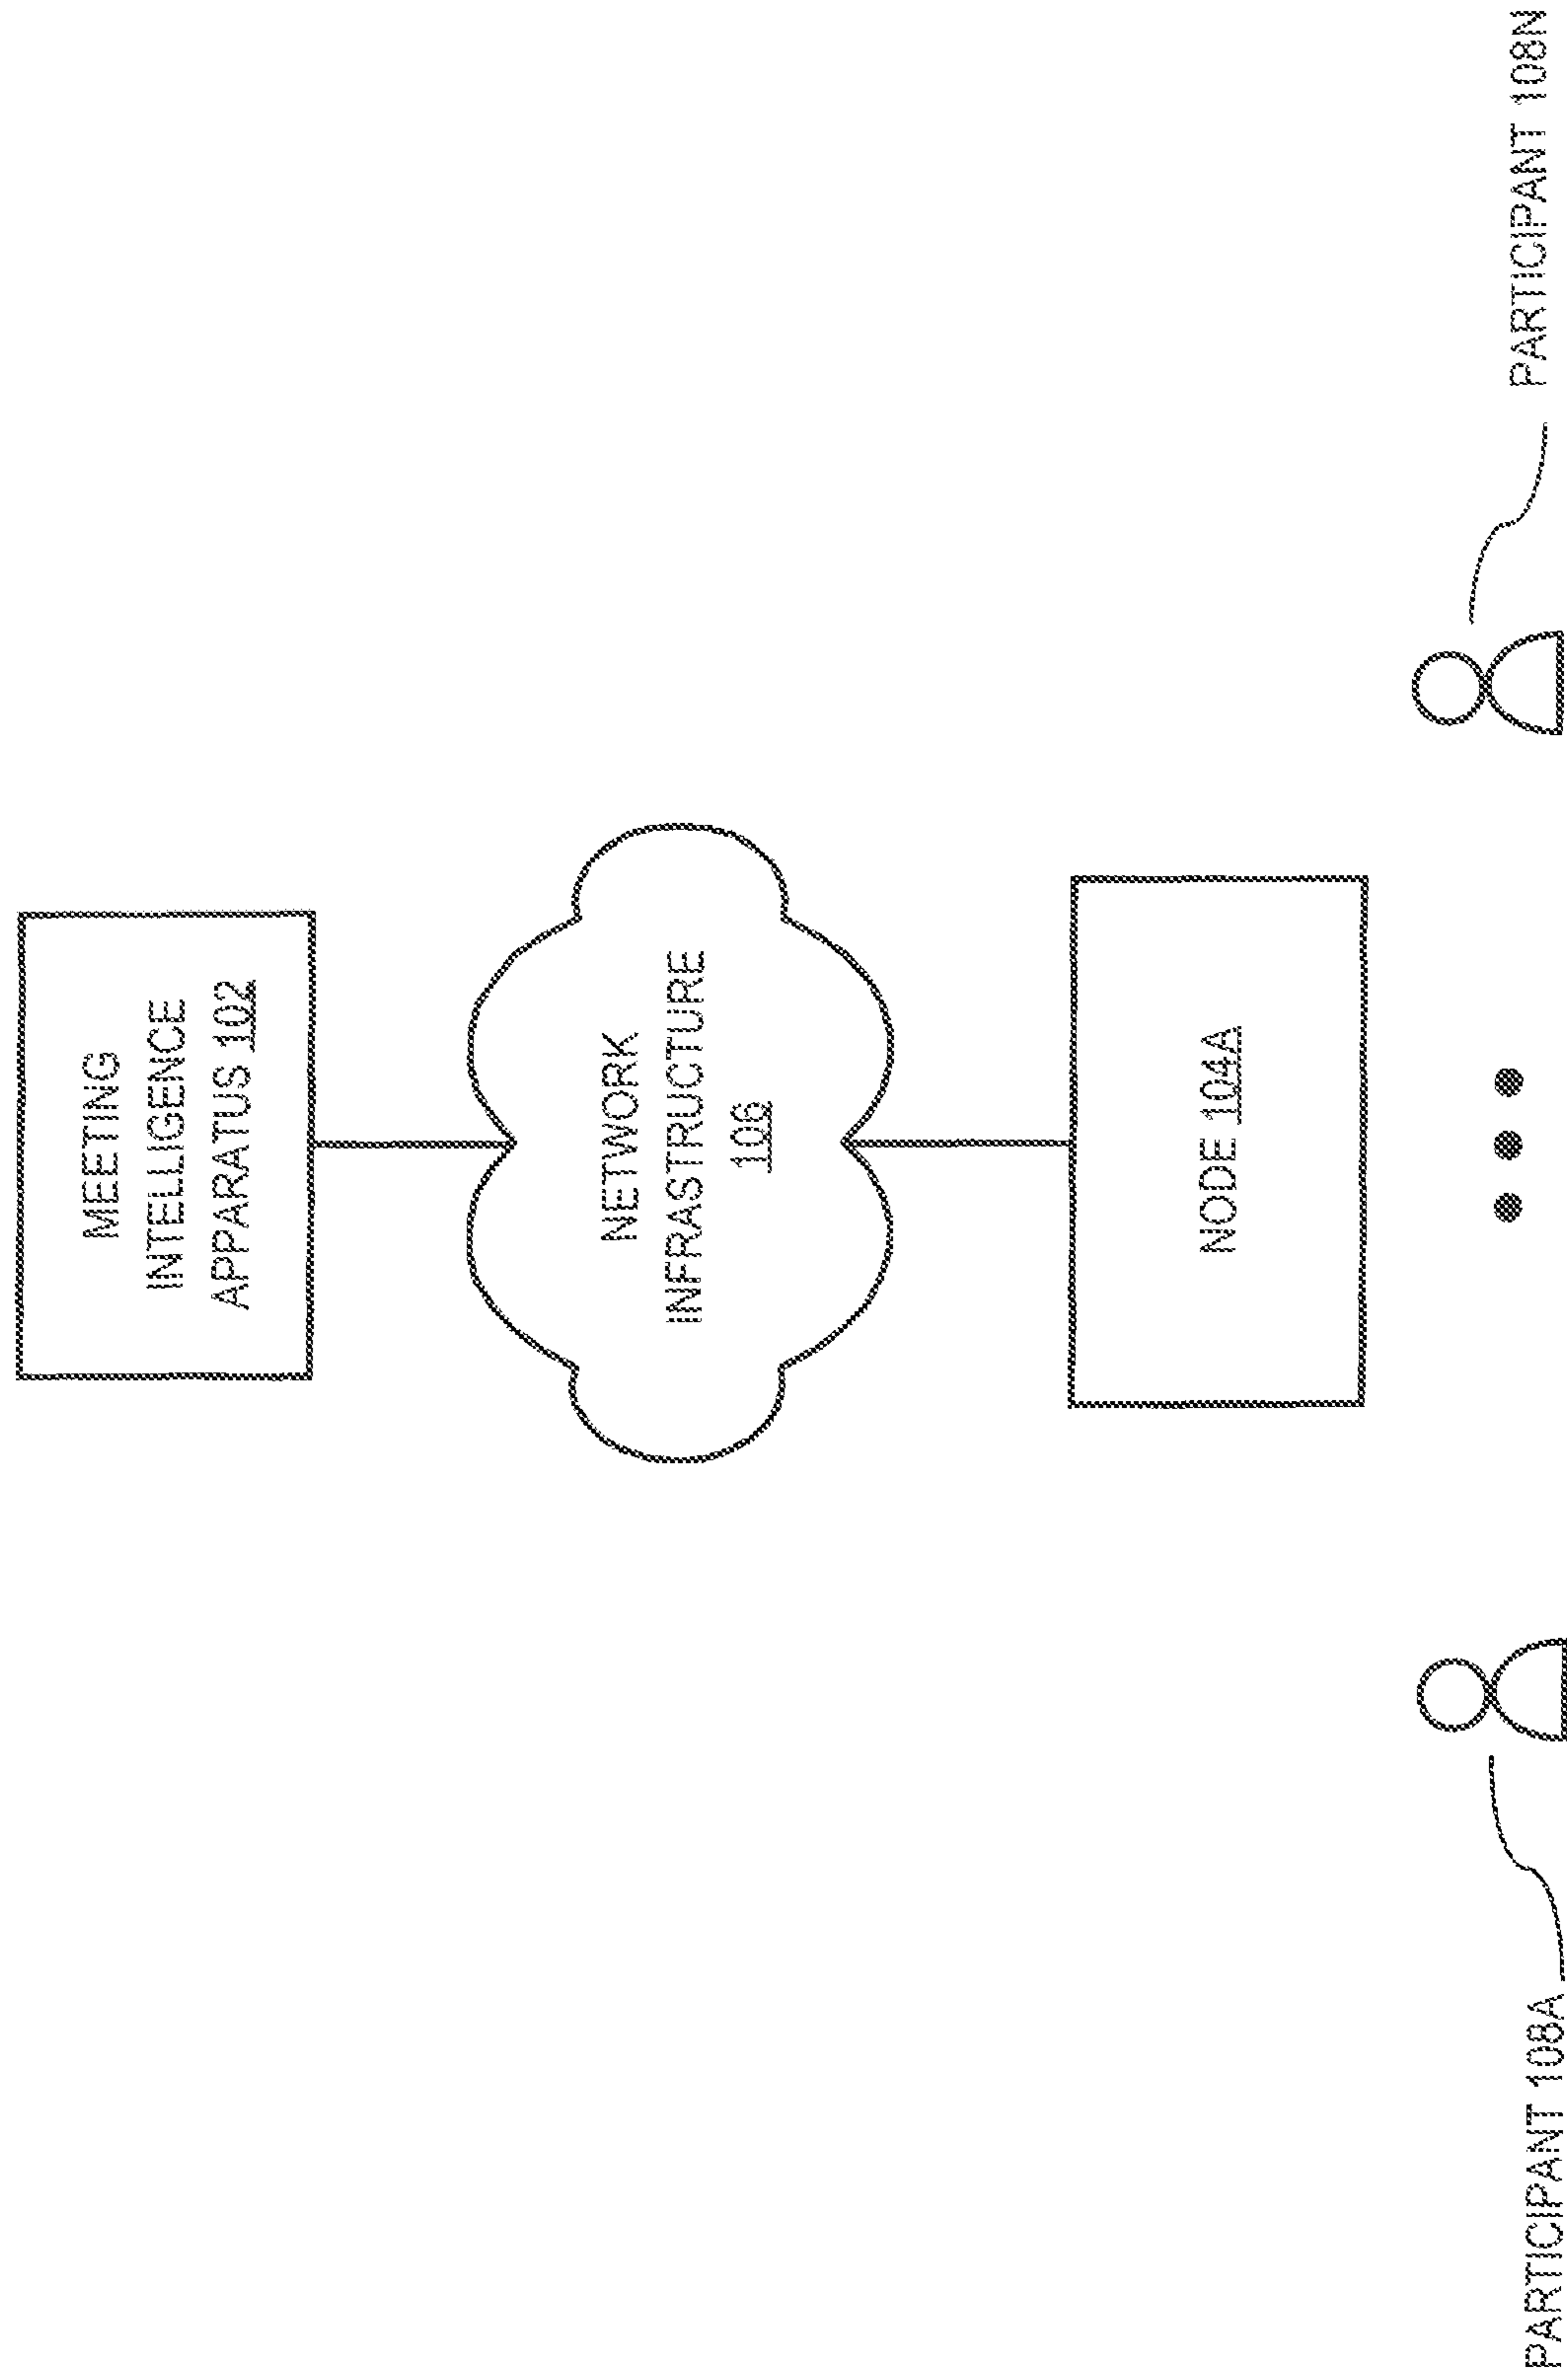 MEETING
INTELLIGENCE
APPARATUS 102
NETWORK
INFRASTRUCTURE
106
NODE 104A
PARTICIPANT 108A
PARTICIPANT 108N